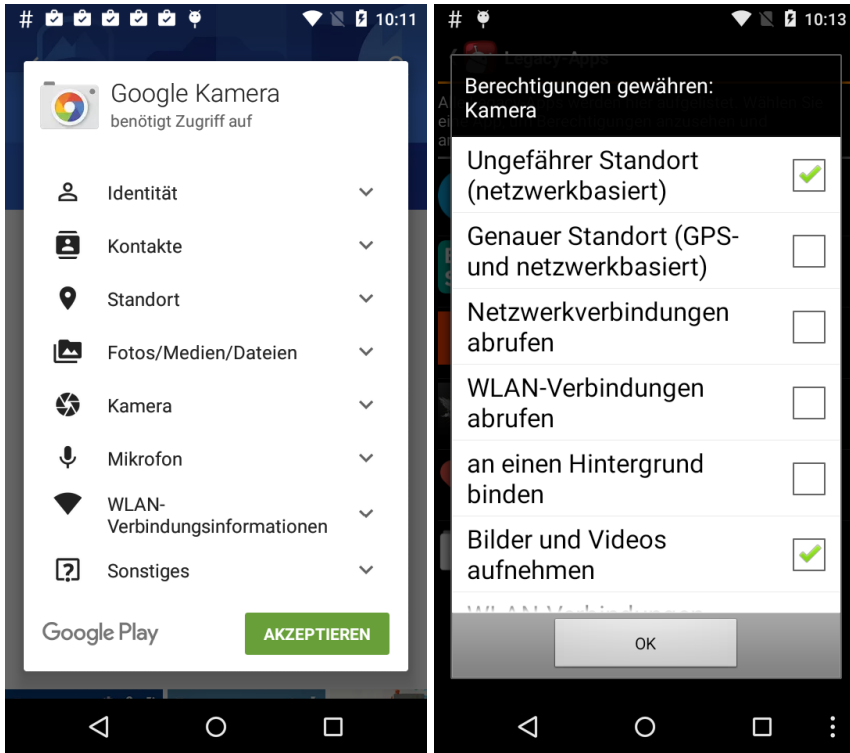 # 10:11
Google Kamera
benötigt Zugriff auf
Identität
Kontakte
Standort
Fotos/Medien/Dateien
Kamera
Mikrofon
WLAN-
Verbindungsinformationen
Sonstiges
Google Play
AKZEPTIEREN
# 10:13
Legacy-Apps
Berechtigungen gewähren:
Kamera
Ungefährer Standort
(netzwerkbasiert)
Genauer Standort (GPS-
und netzwerkbasiert)
Netzwerkverbindungen
abrufen
WLAN-Verbindungen
abrufen
an einen Hintergrund
binden
Bilder und Videos
aufnehmen
WLAN-Verbindungen
OK